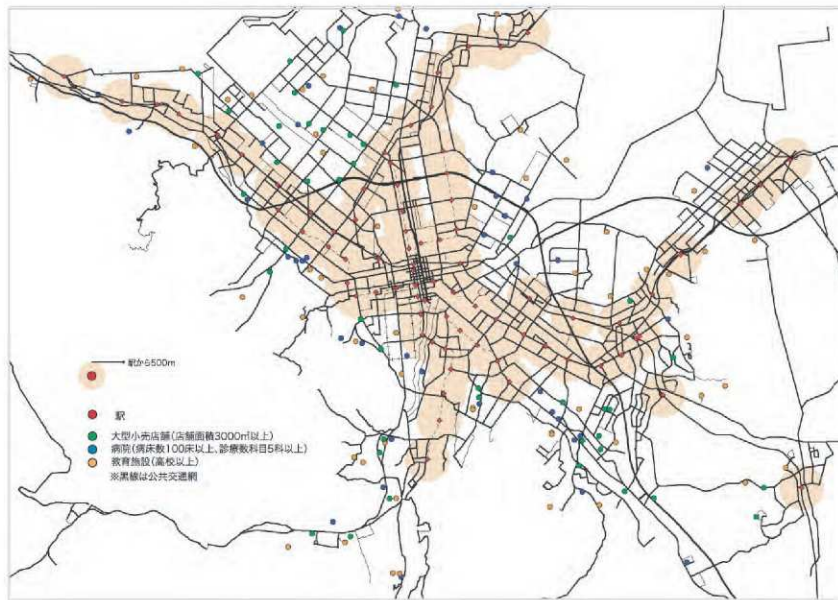 駅から500m
駅
大型小売店舗(店舗面積3000㎡以上)
病院(病床数100床以上、診療数科目5科以上)
教育施設(高校以上)
※黒線は公共交通網